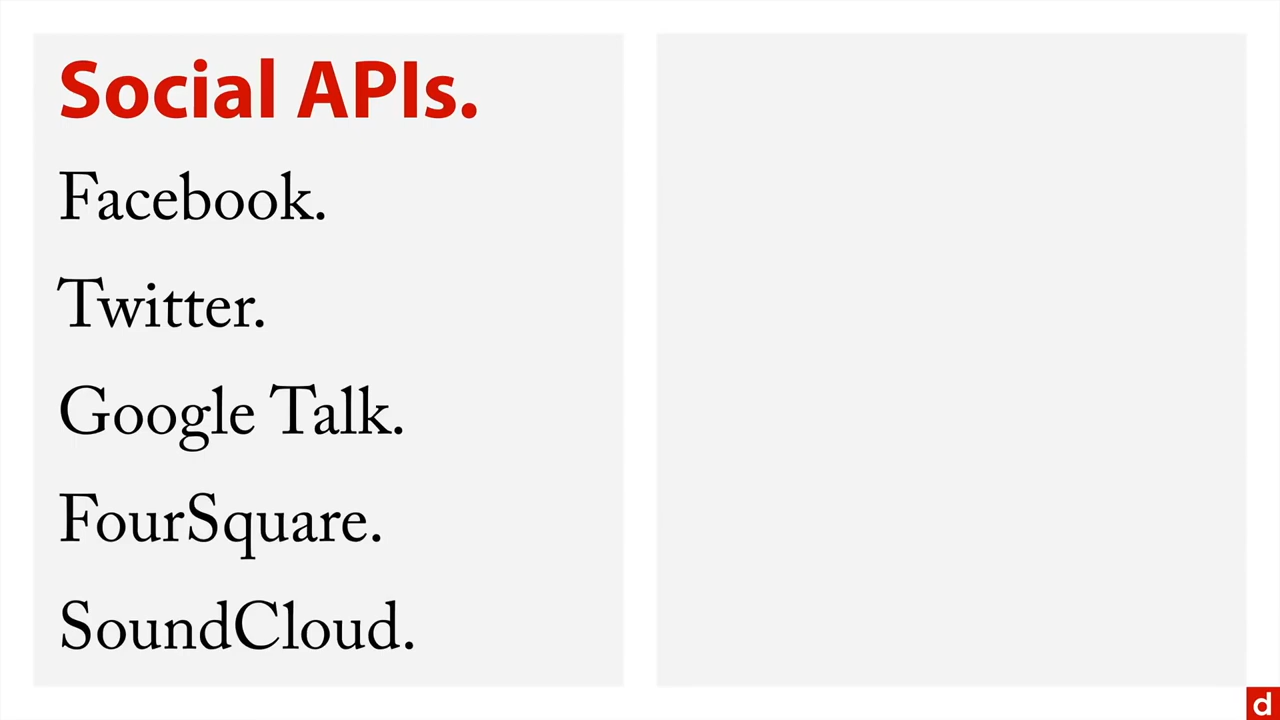 Social APIs.
Facebook.
Twitter.
Google Talk.
FourSquare.
SoundCloud.
d